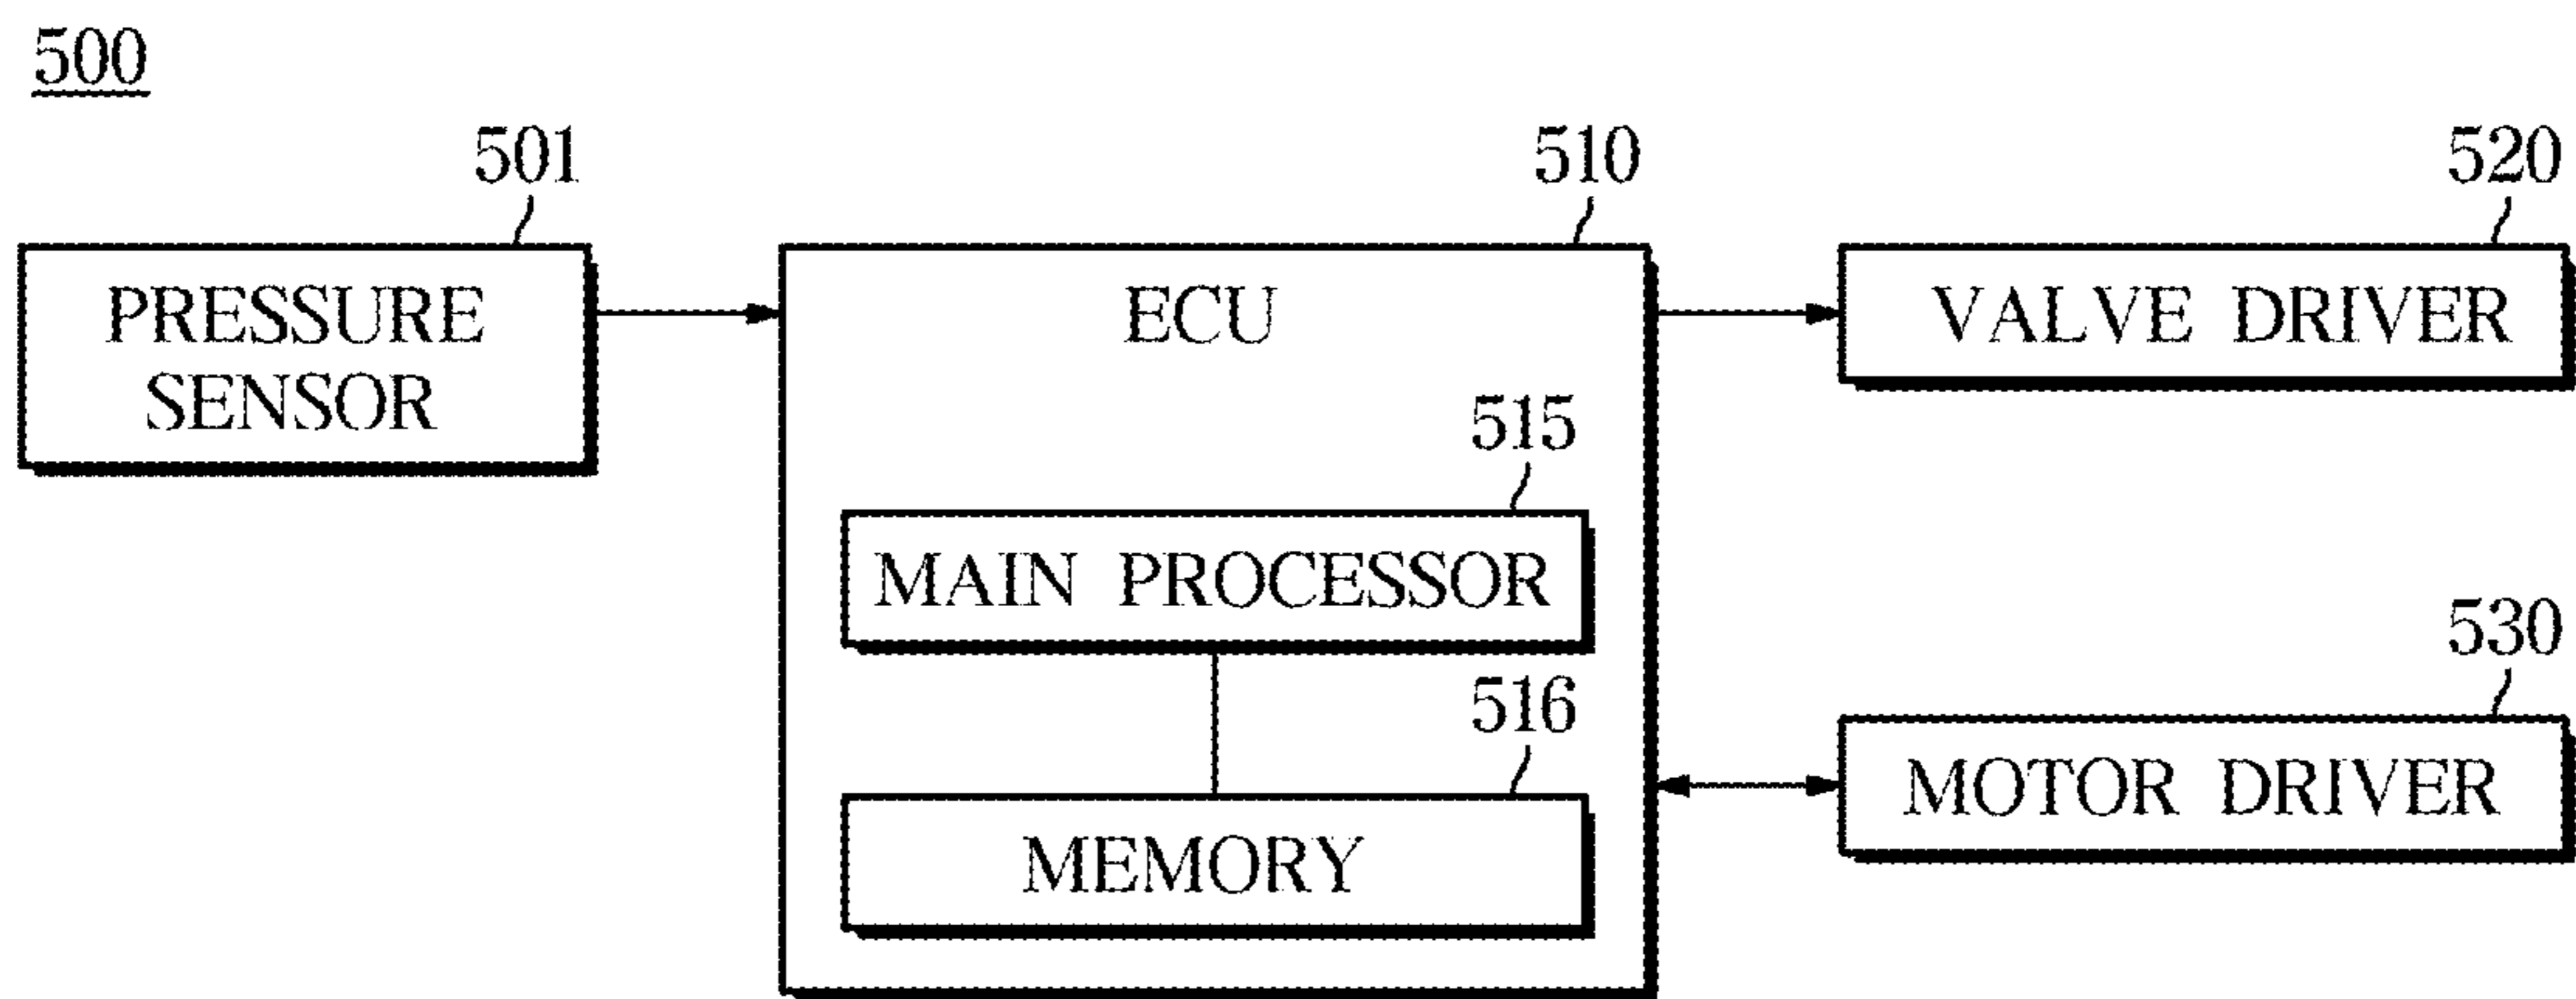 500
501
510
520
PRESSURE
SENSOR
ECU
VALVE DRIVER
515
MAIN PROCESSOR
530
516
MOTOR DRIVER
MEMORY